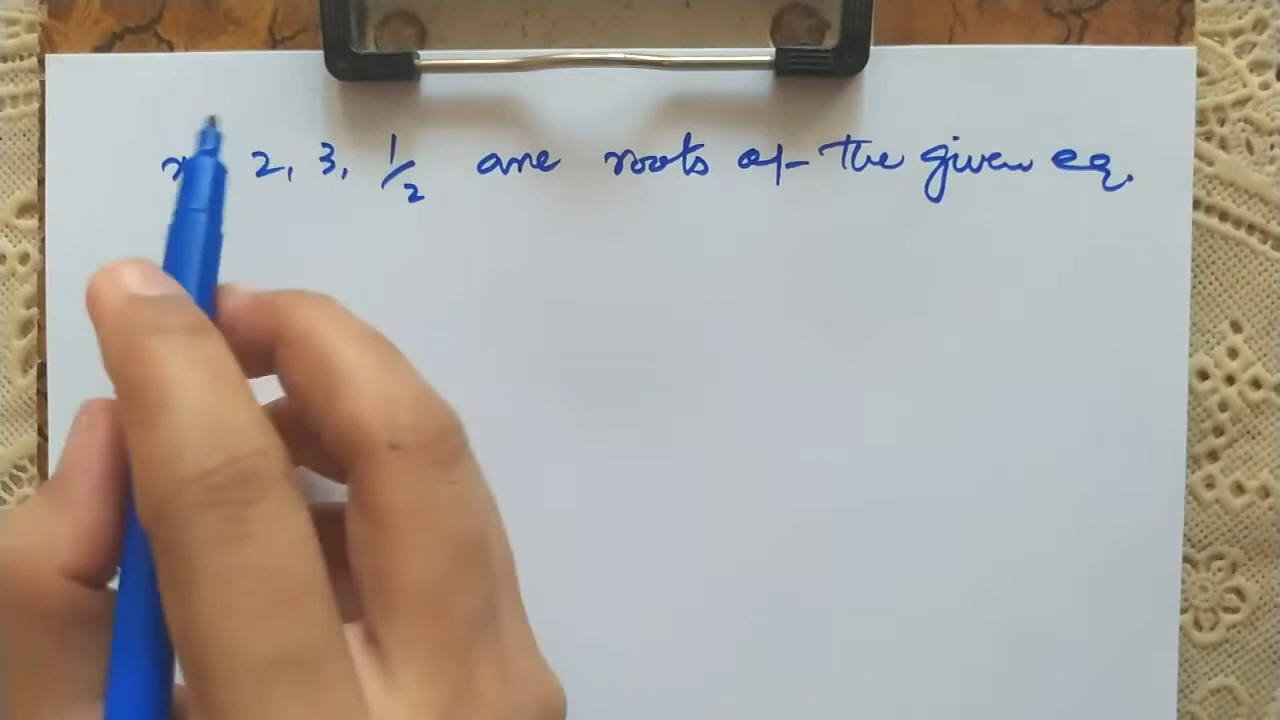 x 2, 3, 1/2 are roots of the given eq.